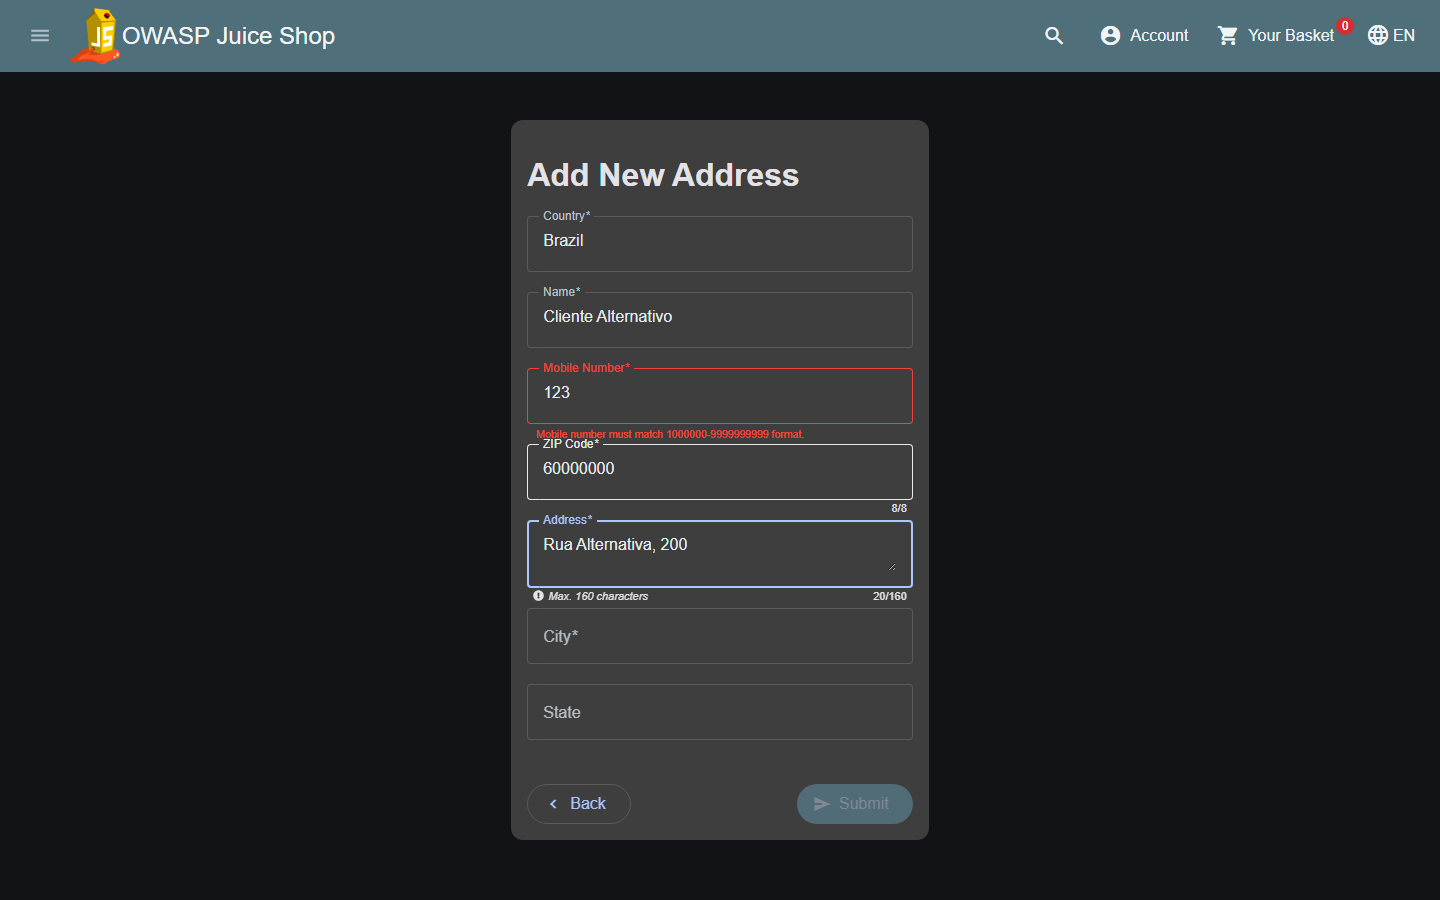 OWASP Juice Shop
Account
Your Basket
0
EN
Add New Address
Country*
Brazil
Name*
Cliente Alternativo
Mobile Number*
123
Mobile number must match 1000000-9999999999 format.
ZIP Code*
60000000
8/8
Address*
Rua Alternativa, 200
Max. 160 characters
20/160
City*
State
Back
Submit